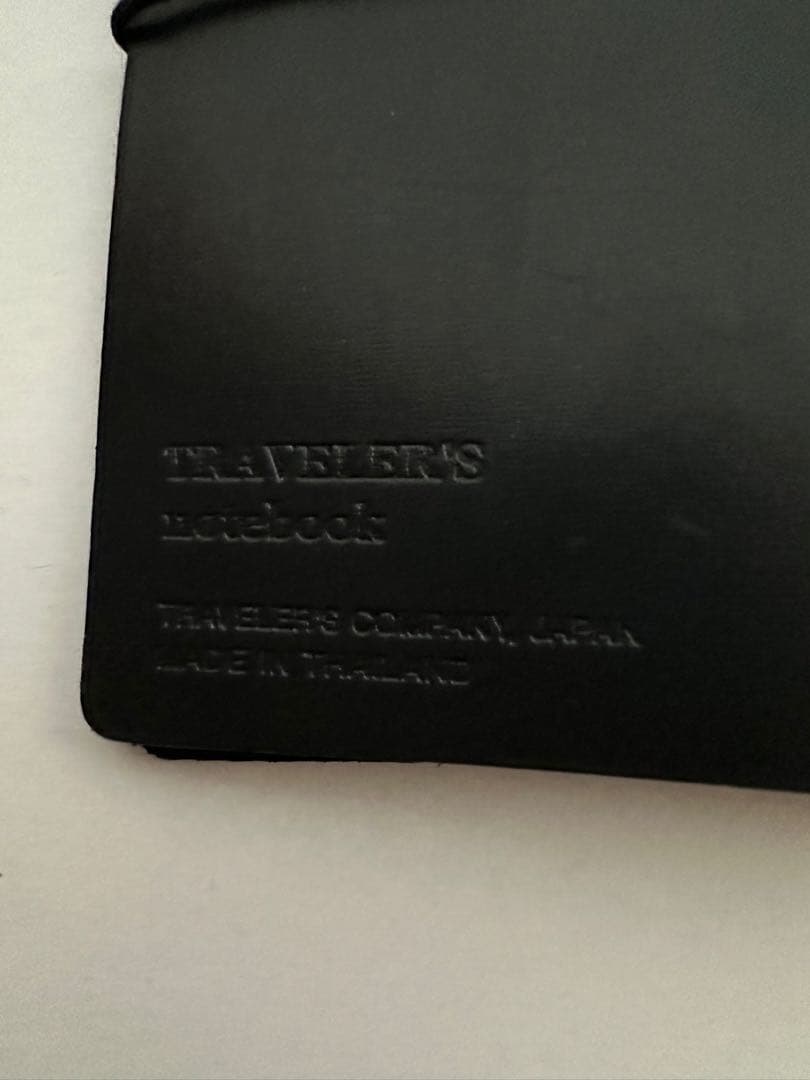 TRAVELER'S
notebook
TRAVELER'S COMPANY, JAPAN
MADE IN THAILAND